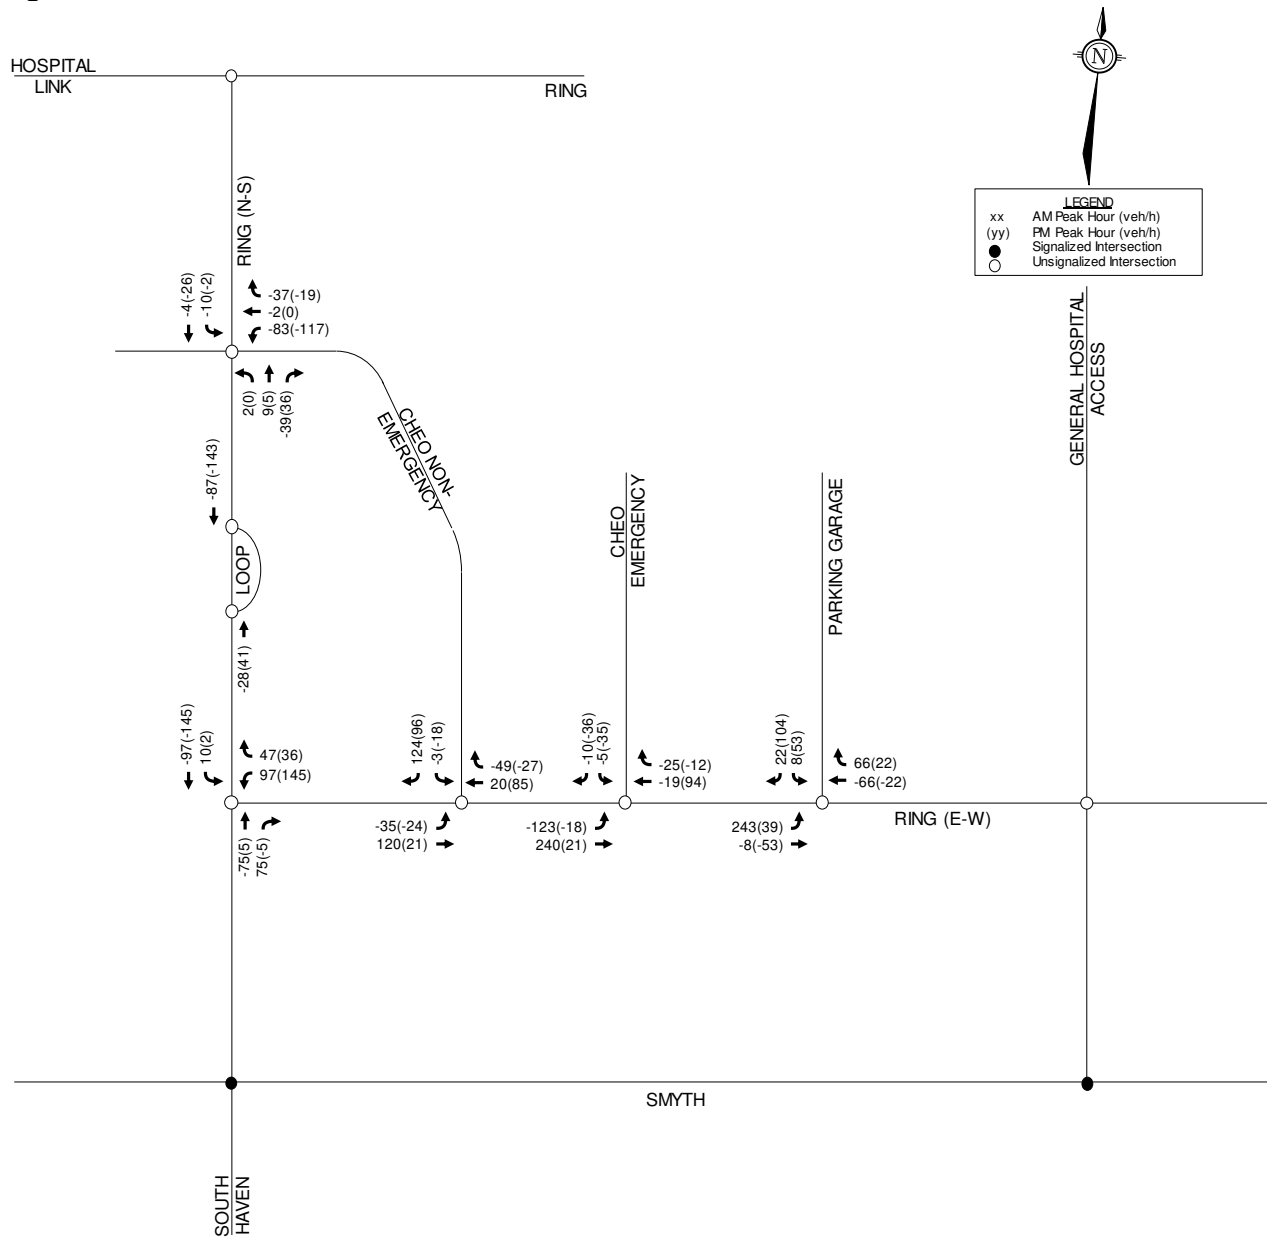 HOSPITAL
LINK
RING
N
LEGEND
xx AM Peak Hour (veh/h)
(yy) PM Peak Hour (veh/h)
Signalized Intersection
Unsignalized Intersection
RING (N-S)
-4(-26)
-10(-2)
-37(-19)
-2(0)
-83(-117)
2(0)
9(5)
-39(36)
GENERAL HOSPITAL
ACCESS
CHEO NON-
EMERGENCY
-87(-143)
LOOP
CHEO
EMERGENCY
PARKING GARAGE
-28(41)
-97(-145)
10(2)
47(36)
97(145)
124(96)
-3(-18)
-49(-27)
20(85)
-10(-36)
-5(-35)
-25(-12)
-19(94)
22(104)
8(53)
66(22)
-66(-22)
-75(5)
75(-5)
-35(-24)
120(21)
-123(-18)
240(21)
243(39)
-8(-53)
RING (E-W)
SMYTH
SOUTH
HAVEN